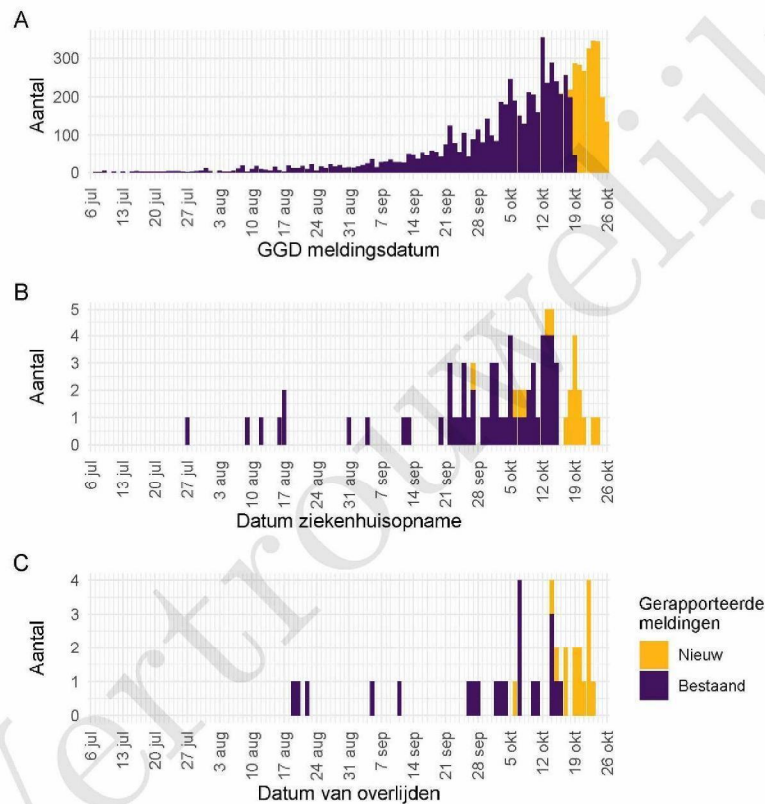 A
Aantal
300
200
100
0
6 jul
13 jul
20 jul
27 jul
3 aug
10 aug
17 aug
24 aug
31 aug
7 sep
14 sep
21 sep
28 sep
5 okt
12 okt
19 okt
26 okt
GGD meldingsdatum
B
Aantal
5
4
3
2
1
0
6 jul
13 jul
20 jul
27 jul
3 aug
10 aug
17 aug
24 aug
31 aug
7 sep
14 sep
21 sep
28 sep
5 okt
12 okt
19 okt
26 okt
Datum ziekenhuisopname
C
Aantal
4
3
2
1
0
6 jul
13 jul
20 jul
27 jul
3 aug
10 aug
17 aug
24 aug
31 aug
7 sep
14 sep
21 sep
28 sep
5 okt
12 okt
19 okt
26 okt
Datum van overlijden
Gerapporteerde
meldingen
Nieuw
Bestaand
Vertrouwelijk